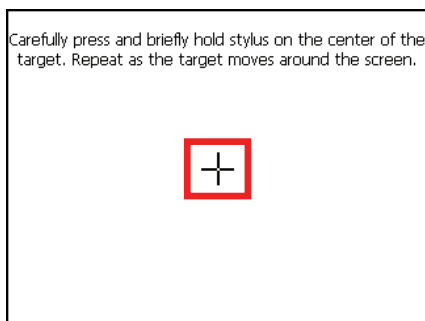 Carefully press and briefly hold stylus on the center of the
target. Repeat as the target moves around the screen.